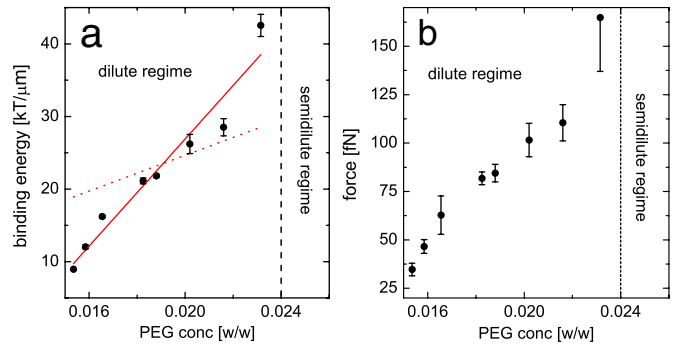 a
dilute regime
semidilute regime
binding energy [kT/μm]
40
30
20
10
0.016
0.020
0.024
PEG conc [w/w]
b
dilute regime
semidilute regime
force [fN]
150
125
100
75
50
25
0.016
0.020
0.024
PEG conc [w/w]